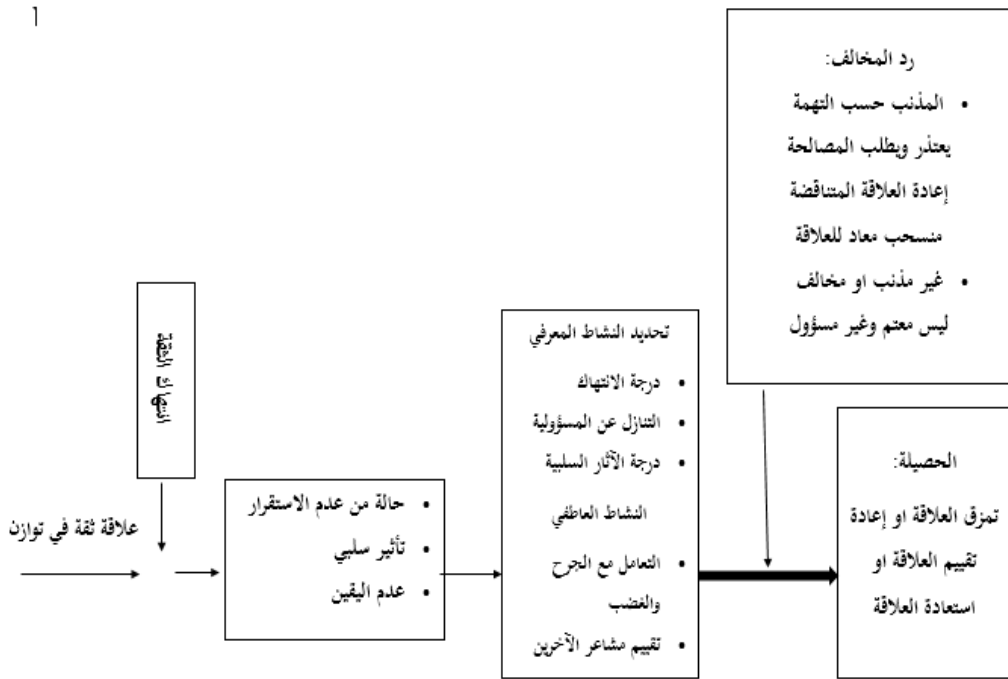 1
رد المخالف:
• المذنب حسب التهمة
يعتذر ويطلب المصالحة
إعادة العلاقة المتناقضة
منسحب معاد للعلاقة
• غير مذنب او مخالف
ليس معتم وغير مسؤول
انتهاك الثقة
علاقة ثقة في توازن
• حالة من عدم الاستقرار
• تأثير سلبي
• عدم اليقين
تحديد النشاط المعرفي
• درجة الانتهاك
• التنازل عن المسؤولية
• درجة الآثار السلبية
النشاط العاطفي
• التعامل مع الجرح
والغضب
• تقييم مشاعر الآخرين
الحصيلة:
تمزق العلاقة او إعادة
تقييم العلاقة او
استعادة العلاقة